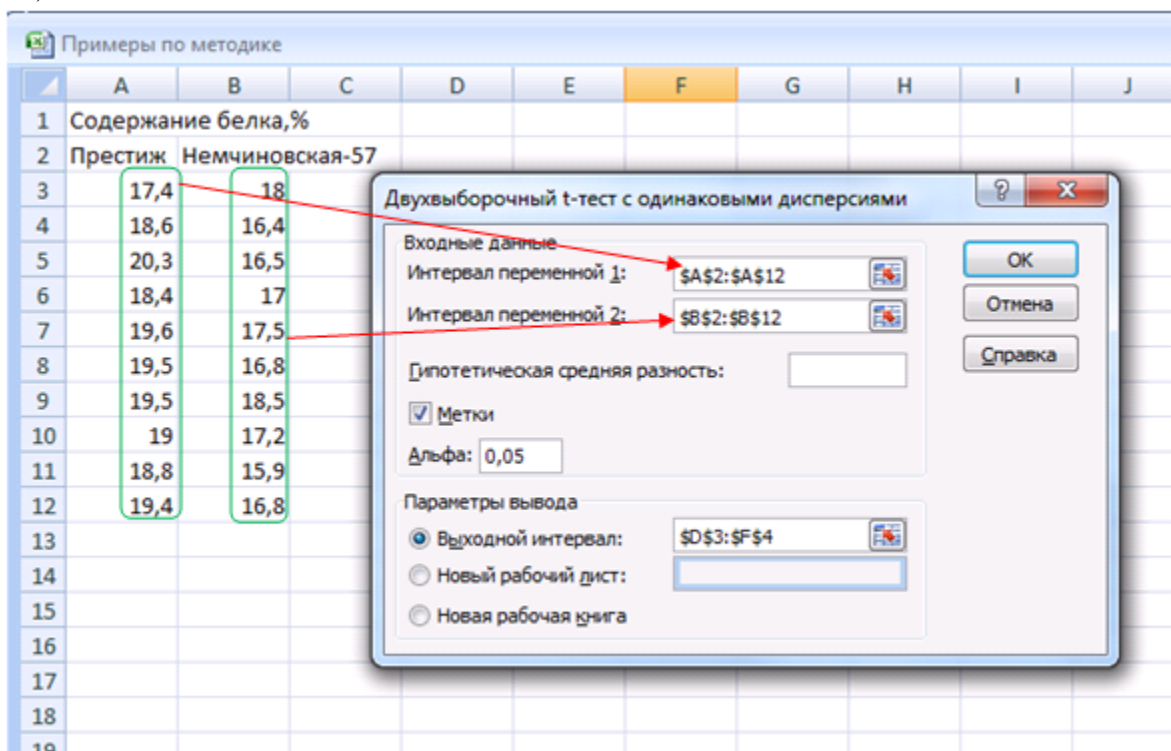 Примеры по методике
A B C D E F G H I J
1 Содержание белка,%
2 Престиж Немчиновская-57
3 17,4 18
4 18,6 16,4
5 20,3 16,5
6 18,4 17
7 19,6 17,5
8 19,5 16,8
9 19,5 18,5
10 19 17,2
11 18,8 15,9
12 19,4 16,8
13
14
15
16
17
18
19
Двухвыборочный t-тест с одинаковыми дисперсиями
Входные данные
Интервал переменной 1: $A$2:$A$12
Интервал переменной 2: $B$2:$B$12
Гипотетическая средняя разность:
Метки
Альфа: 0,05
Параметры вывода
Выходной интервал: $D$3:$F$4
Новый рабочий лист:
Новая рабочая книга
ОК
Отмена
Справка